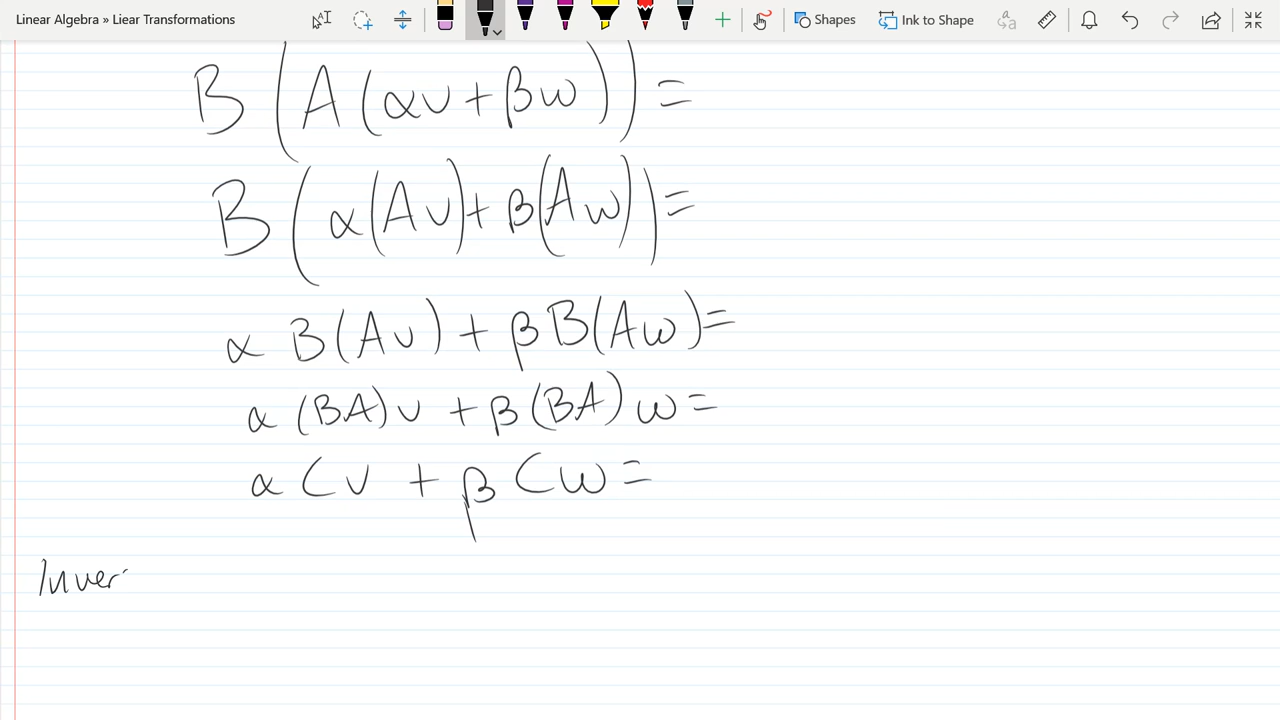 Linear Algebra » Liear Transformations
Shapes
Ink to Shape
B(A(αv+βw))=
B(α(Av)+β(Aw))=
αB(Av)+βB(Aw)=
α(BA)v+β(BA)w=
αCv+βCw=
Inver